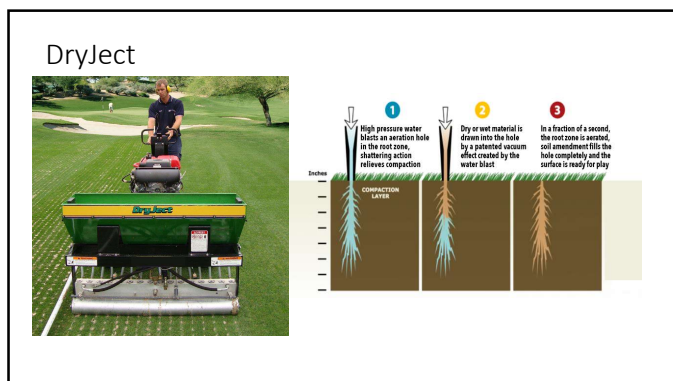 DryJect
DryJect
1
High pressure water
blasts an aeration hole
in the root zone,
shattering action
relieves compaction
2
Dry or wet material is
drawn into the hole
by a patented vacuum
effect created by the
water blast
3
In a fraction of a second,
the root zone is aerated,
soil amendment fills the
hole completely and the
surface is ready for play
Inches
COMPACTION
LAYER